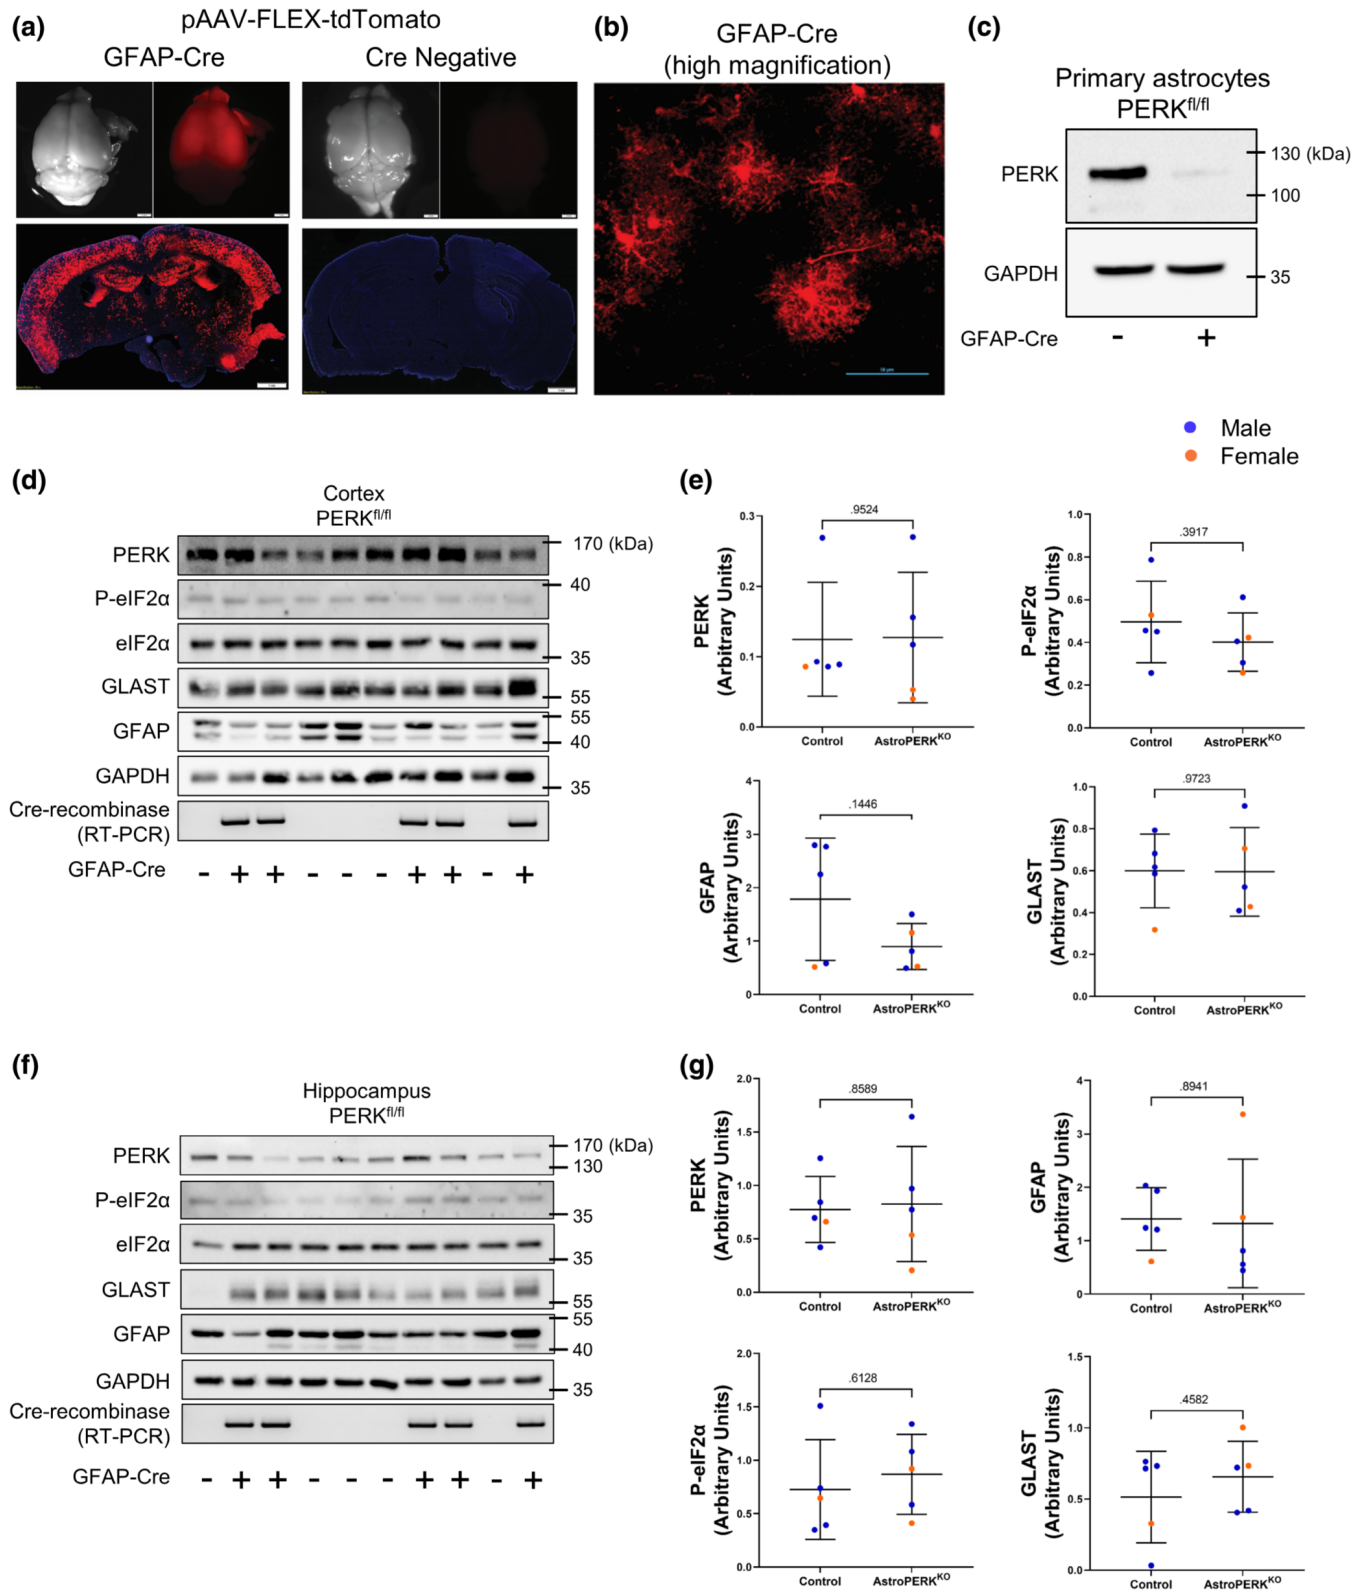 (a)
pAAV-FLEX-tdTomato
GFAP-Cre
Cre Negative
(b)
GFAP-Cre
(high magnification)
(c)
Primary astrocytes
PERKfl/fl
PERK
130 (kDa)
100
GAPDH
35
GFAP-Cre
- +
Male
Female
(d)
Cortex
PERKfl/fl
PERK
170 (kDa)
P-eIF2α
40
eIF2α
35
GLAST
55
GFAP
55
40
GAPDH
35
Cre-recombinase
(RT-PCR)
GFAP-Cre
- + + - - - + + - +
(e)
PERK
(Arbitrary Units)
0.3
0.2
0.1
0.0
.9524
Control
AstroPERKKO
P-eIF2α
(Arbitrary Units)
1.0
0.8
0.6
0.4
0.2
0.0
.3917
Control
AstroPERKKO
GFAP
(Arbitrary Units)
4
3
2
1
0
.1446
Control
AstroPERKKO
GLAST
(Arbitrary Units)
1.0
0.8
0.6
0.4
0.2
0.0
.9723
Control
AstroPERKKO
(f)
Hippocampus
PERKfl/fl
PERK
170 (kDa)
130
P-eIF2α
35
eIF2α
35
GLAST
55
GFAP
55
40
GAPDH
35
Cre-recombinase
(RT-PCR)
GFAP-Cre
- + + - - - + + - +
(g)
PERK
(Arbitrary Units)
2.0
1.5
1.0
0.5
0.0
.8589
Control
AstroPERKKO
GFAP
(Arbitrary Units)
4
3
2
1
0
.8941
Control
AstroPERKKO
P-eIF2α
(Arbitrary Units)
2.0
1.5
1.0
0.5
0.0
.6128
Control
AstroPERKKO
GLAST
(Arbitrary Units)
1.5
1.0
0.5
0.0
.4582
Control
AstroPERKKO